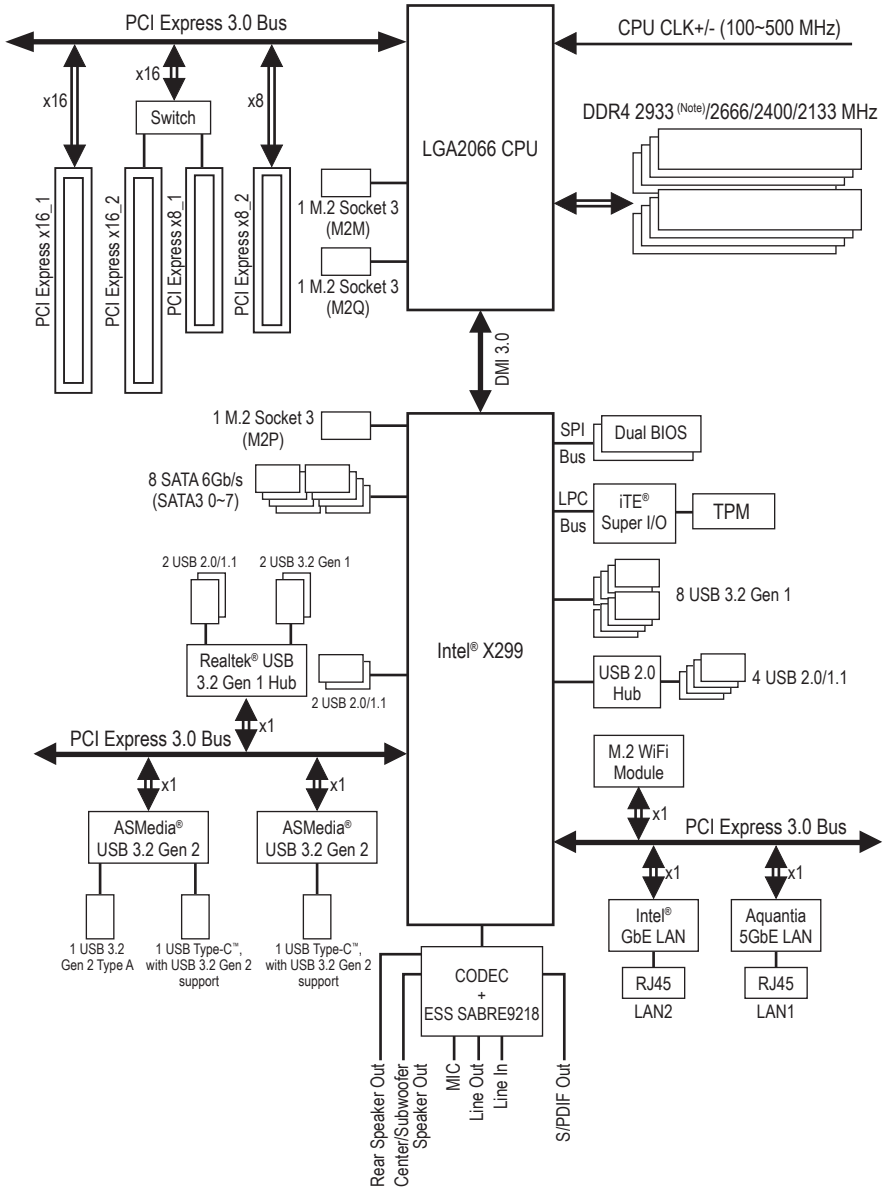 PCI Express 3.0 Bus
CPU CLK+/- (100~500 MHz)
x16
x16
x8
Switch
DDR4 2933 (Note)/2666/2400/2133 MHz
LGA2066 CPU
PCI Express x16_1
PCI Express x16_2
PCI Express x8_1
PCI Express x8_2
1 M.2 Socket 3
(M2M)
1 M.2 Socket 3
(M2Q)
DMI 3.0
1 M.2 Socket 3
(M2P)
SPI
Bus
Dual BIOS
8 SATA 6Gb/s
(SATA3 0~7)
LPC
Bus
iTE®
Super I/O
TPM
2 USB 2.0/1.1
2 USB 3.2 Gen 1
8 USB 3.2 Gen 1
Intel® X299
Realtek® USB
3.2 Gen 1 Hub
2 USB 2.0/1.1
USB 2.0
Hub
4 USB 2.0/1.1
x1
PCI Express 3.0 Bus
M.2 WiFi
Module
x1
x1
x1
PCI Express 3.0 Bus
ASMedia®
USB 3.2 Gen 2
ASMedia®
USB 3.2 Gen 2
x1
x1
Intel®
GbE LAN
Aquantia
5GbE LAN
1 USB 3.2
Gen 2 Type A
1 USB Type-C™,
with USB 3.2 Gen 2
support
1 USB Type-C™,
with USB 3.2 Gen 2
support
CODEC
+
ESS SABRE9218
RJ45
RJ45
LAN2
LAN1
Rear Speaker Out
Center/Subwoofer
Speaker Out
MIC
Line Out
Line In
S/PDIF Out